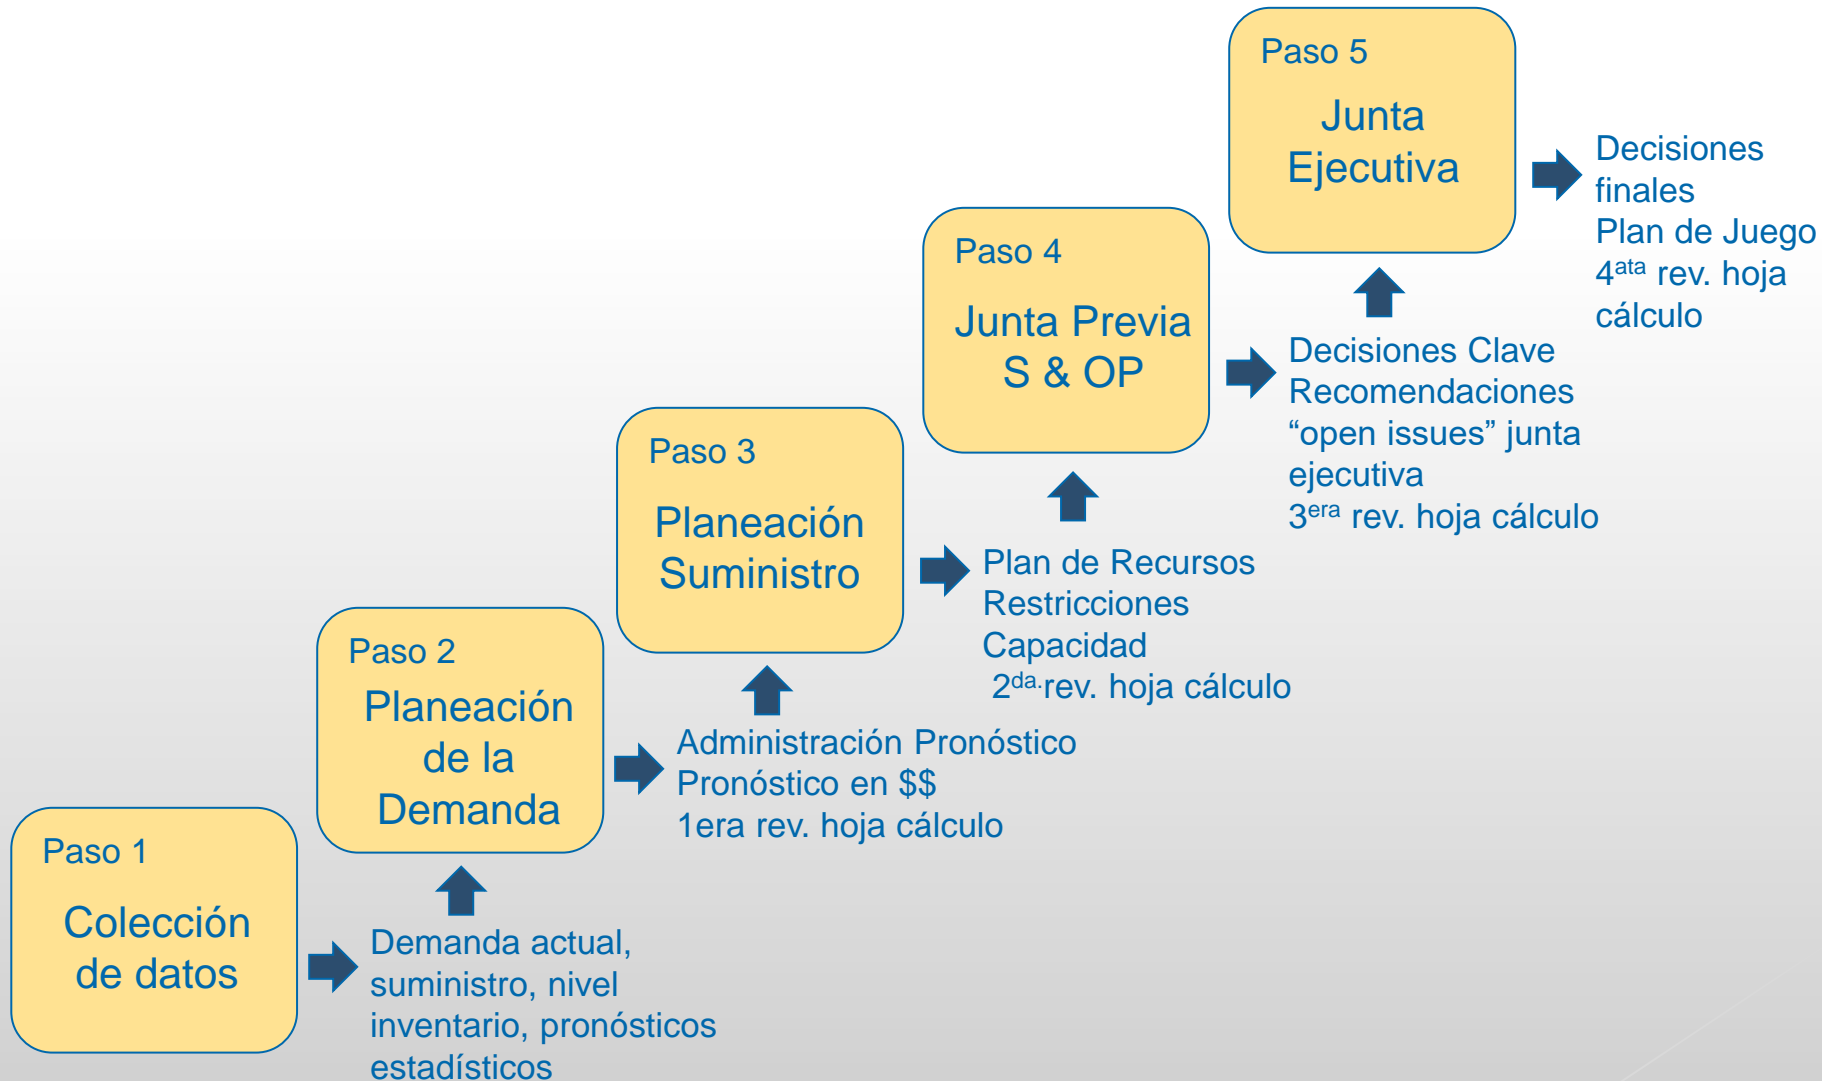 Paso 1
Colección
de datos
Demanda actual,
suministro, nivel
inventario, pronósticos
estadísticos
Paso 2
Planeación
de la
Demanda
Administración Pronóstico
Pronóstico en $$
1era rev. hoja cálculo
Paso 3
Planeación
Suministro
Plan de Recursos
Restricciones
Capacidad
2da.rev. hoja cálculo
Paso 4
Junta Previa
S & OP
Decisiones Clave
Recomendaciones
“open issues” junta
ejecutiva
3era rev. hoja cálculo
Paso 5
Junta
Ejecutiva
Decisiones
finales
Plan de Juego
4ata rev. hoja
cálculo